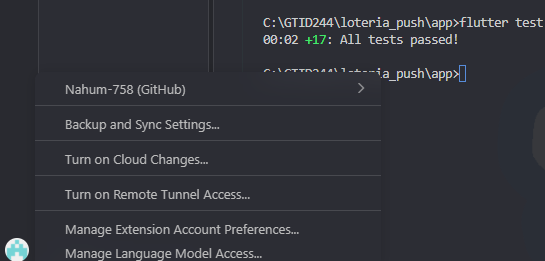 C:\GTID244\loteria_push\app>flutter test
00:02 +17: All tests passed!
C:\GTID244\loteria_push\app>
Nahum-758 (GitHub)
Backup and Sync Settings...
Turn on Cloud Changes...
Turn on Remote Tunnel Access...
Manage Extension Account Preferences...
Manage Language Model Access...